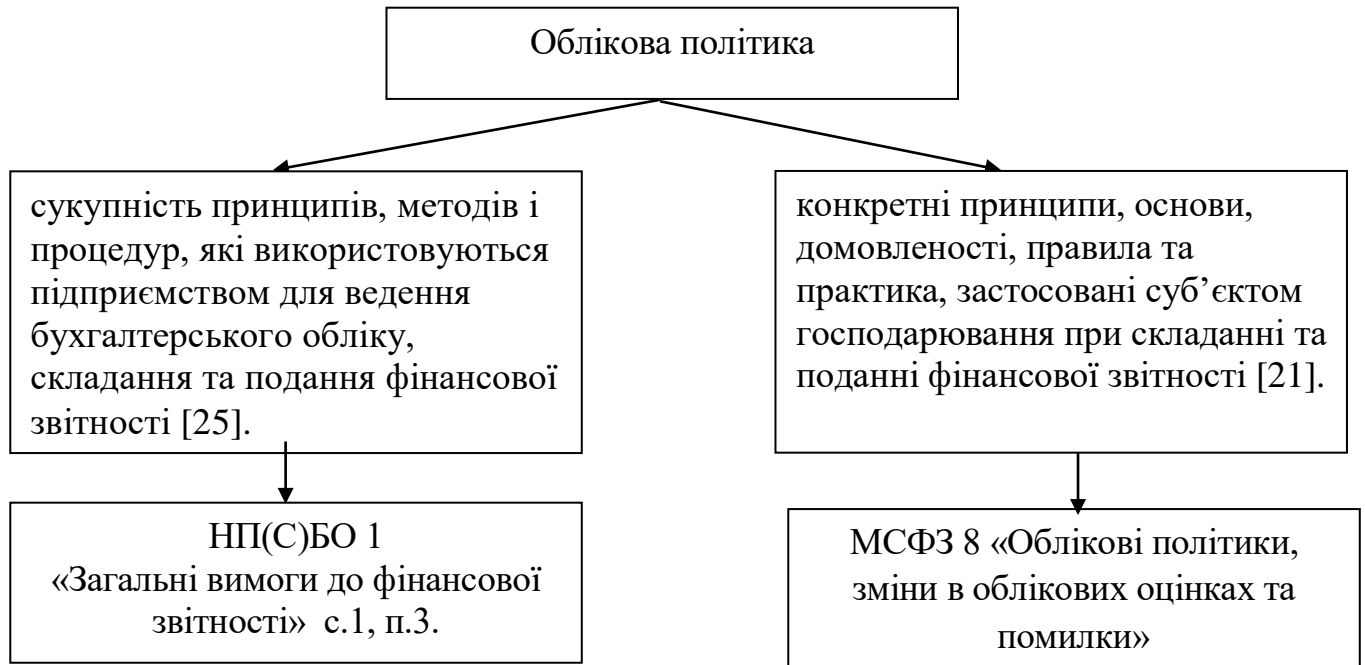 Облікова політика
сукупність принципів, методів і
процедур, які використовуються
підприємством для ведення
бухгалтерського обліку,
складання та подання фінансової
звітності [25].
конкретні принципи, основи,
домовленості, правила та
практика, застосовані суб’єктом
господарювання при складанні та
поданні фінансової звітності [21].
НП(С)БО 1
«Загальні вимоги до фінансової
звітності» с.1, п.3.
МСФЗ 8 «Облікові політики,
зміни в облікових оцінках та
помилки»